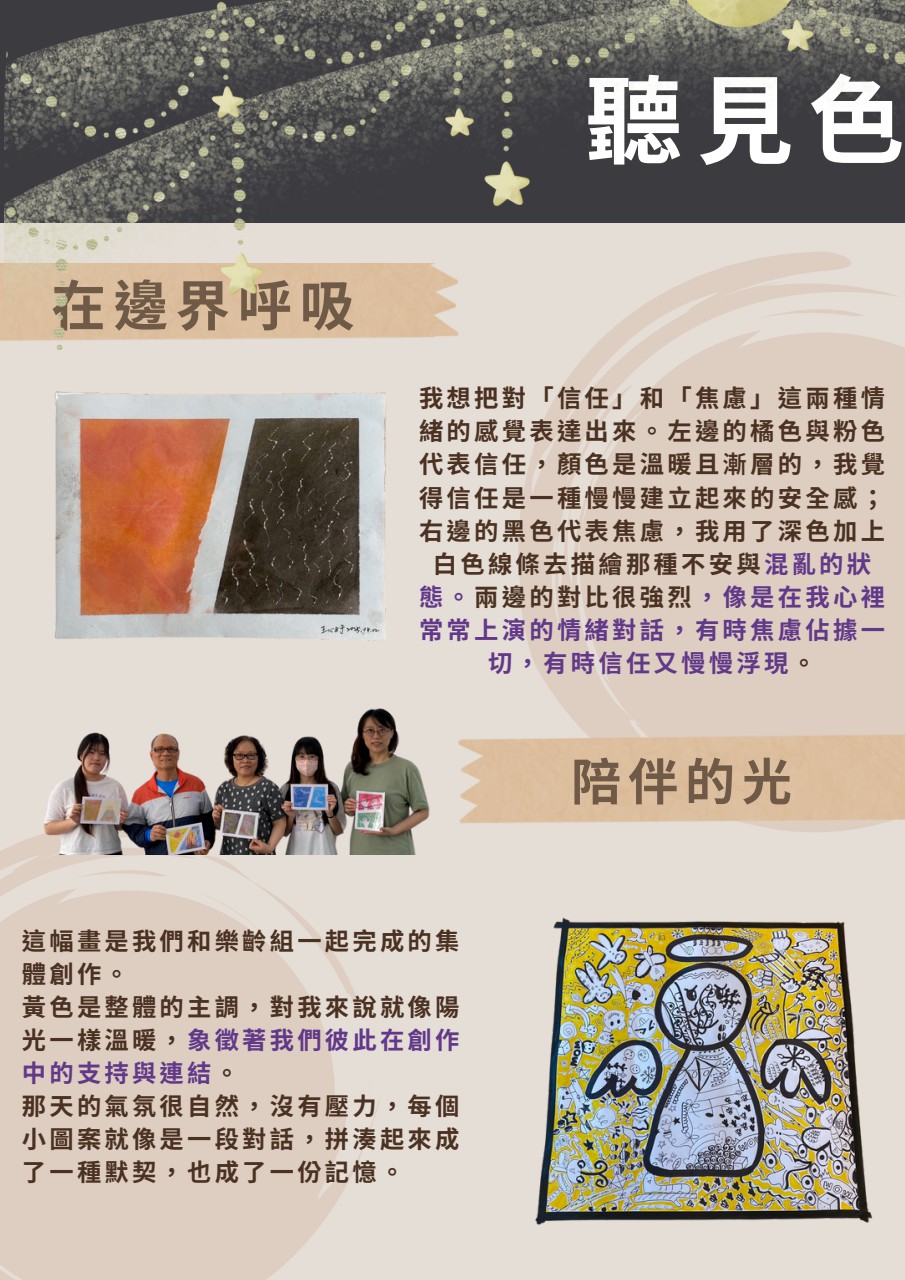 聽見色
在邊界呼吸
我想把對「信任」和「焦慮」這兩種情
緒的感覺表達出來。左邊的橘色與粉色
代表信任，顏色是溫暖且漸層的，我覺
得信任是一種慢慢建立起來的安全感；
右邊的黑色代表焦慮，我用了深色加上
白色線條去描繪那種不安與混亂的狀
態。兩邊的對比很強烈，像是在我心裡
常常上演的情緒對話，有時焦慮佔據一
切，有時信任又慢慢浮現。
陪伴的光
這幅畫是我們和樂齡組一起完成的集
體創作。
黃色是整體的主調，對我來說就像陽
光一樣溫暖，象徵著我們彼此在創作
中的支持與連結。
那天的氣氛很自然，沒有壓力，每個
小圖案就像是一段對話，拼湊起來成
了一種默契，也成了一份記憶。